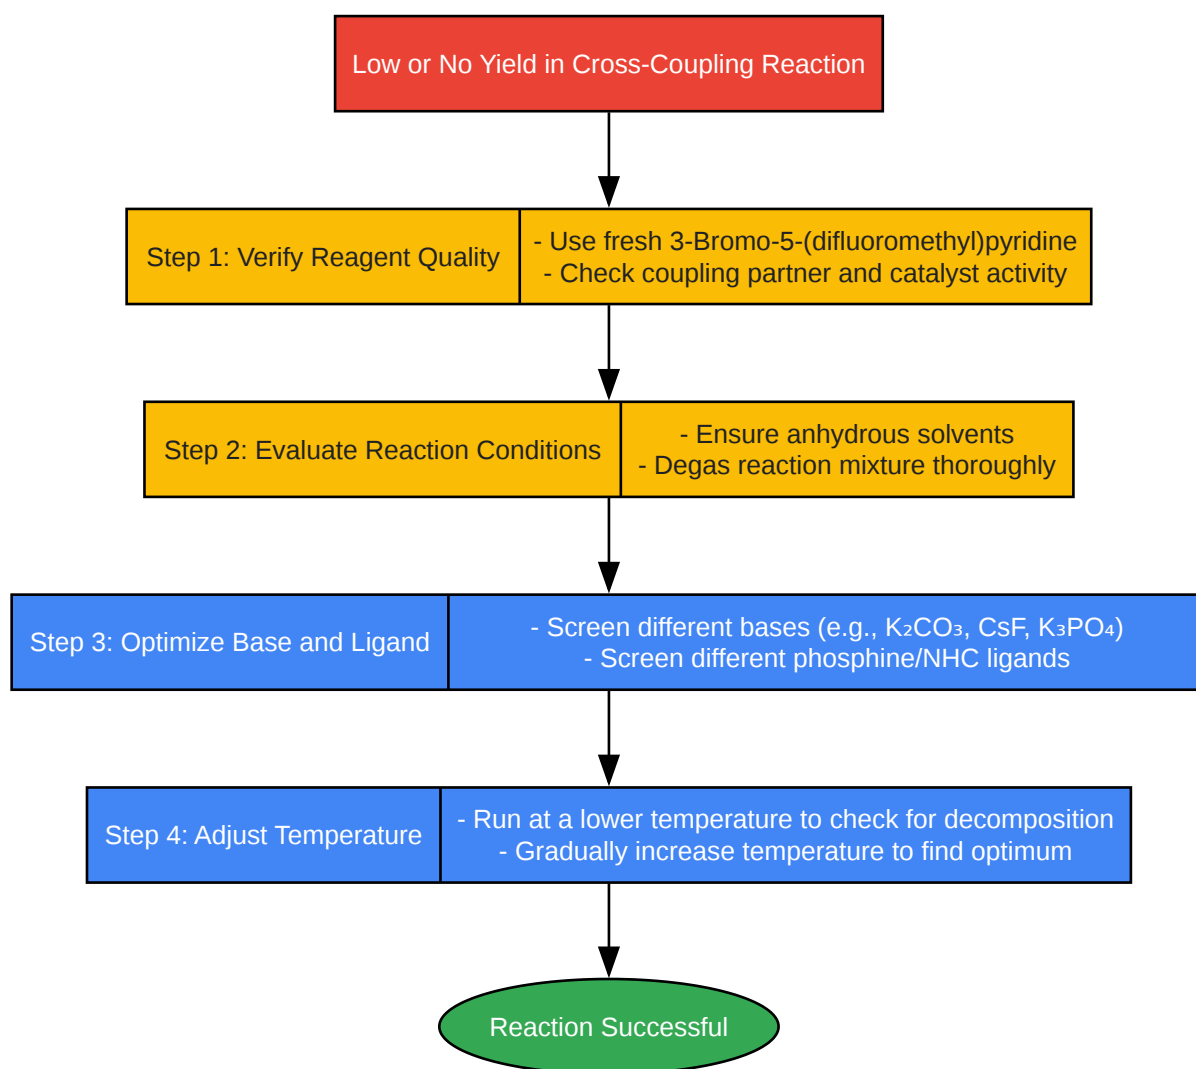 Low or No Yield in Cross-Coupling Reaction
Step 1: Verify Reagent Quality
- Use fresh 3-Bromo-5-(difluoromethyl)pyridine
- Check coupling partner and catalyst activity
Step 2: Evaluate Reaction Conditions
- Ensure anhydrous solvents
- Degas reaction mixture thoroughly
Step 3: Optimize Base and Ligand
- Screen different bases (e.g., K₂CO₃, CsF, K₃PO₄)
- Screen different phosphine/NHC ligands
Step 4: Adjust Temperature
- Run at a lower temperature to check for decomposition
- Gradually increase temperature to find optimum
Reaction Successful